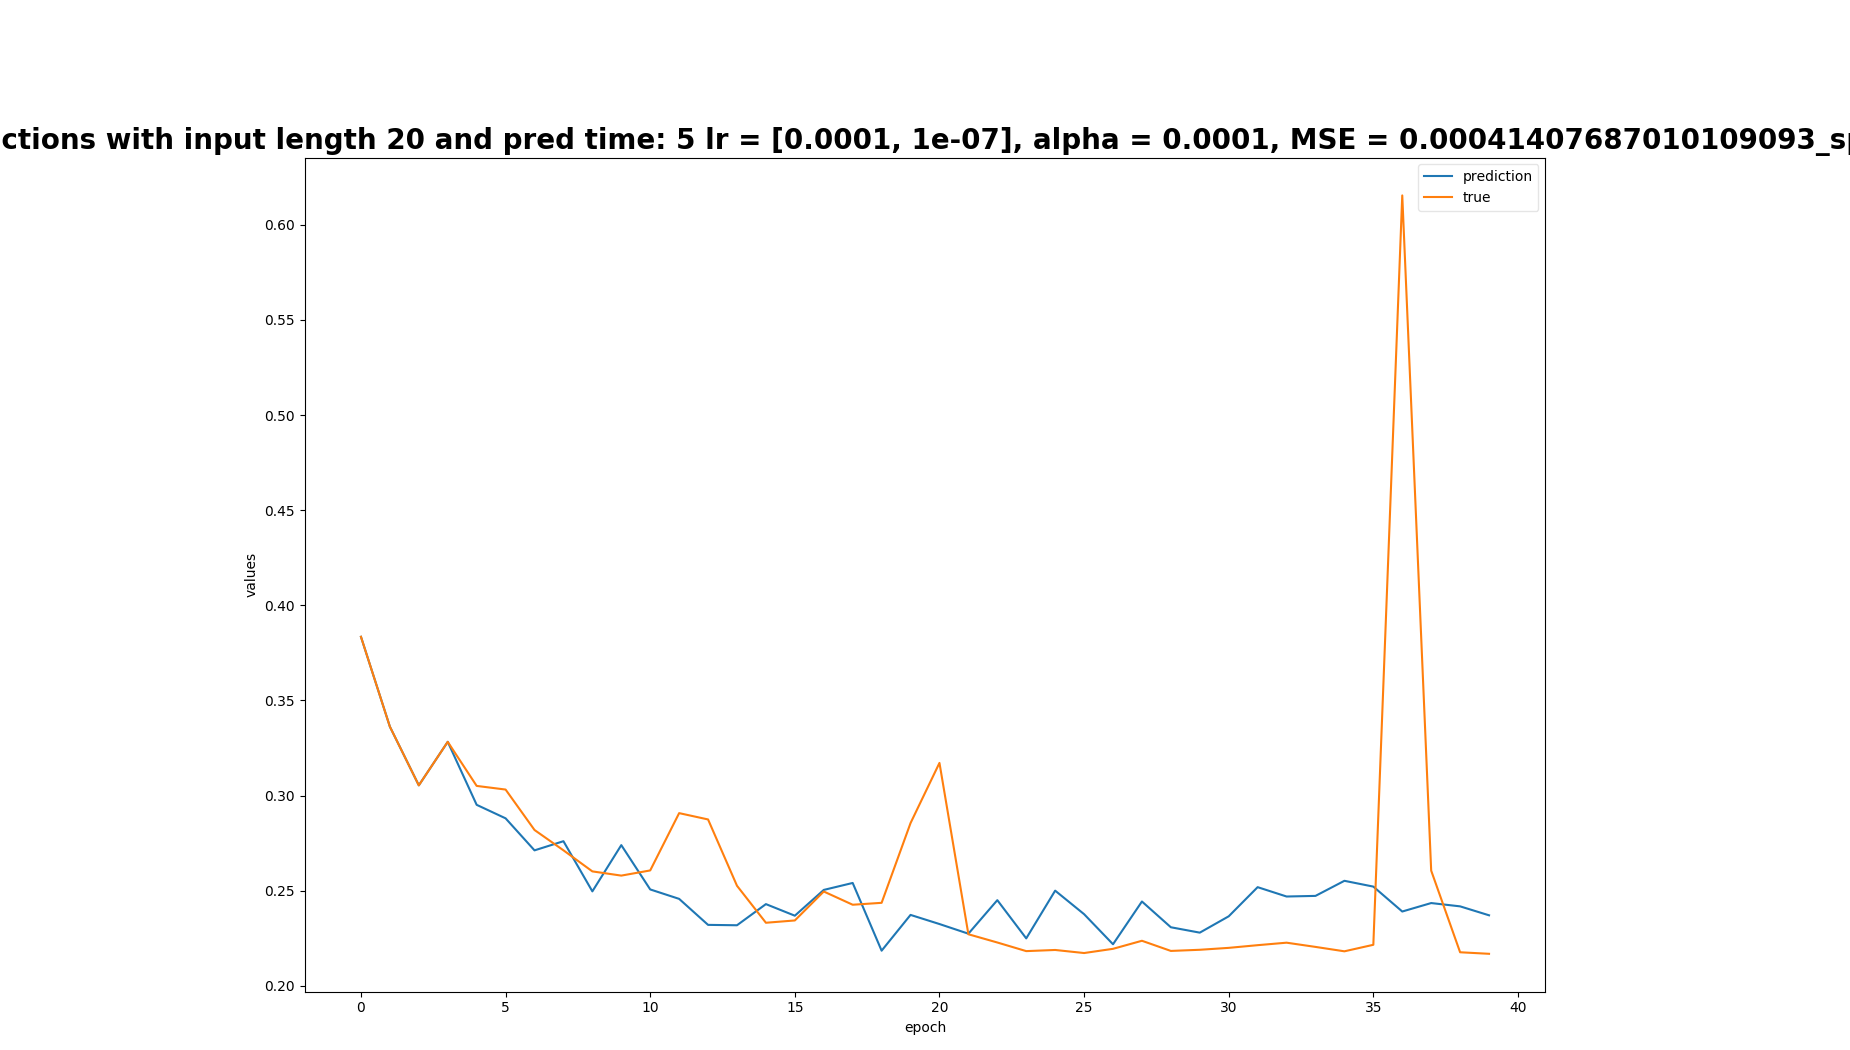 ctions with input length 20 and pred time: 5 lr = [0.0001, 1e-07], alpha = 0.0001, MSE = 0.00041407687010109093_sp
prediction
true
0.60
0.55
0.50
0.45
0.40
0.35
0.30
0.25
0.20
values
0 5 10 15 20 25 30 35 40
epoch